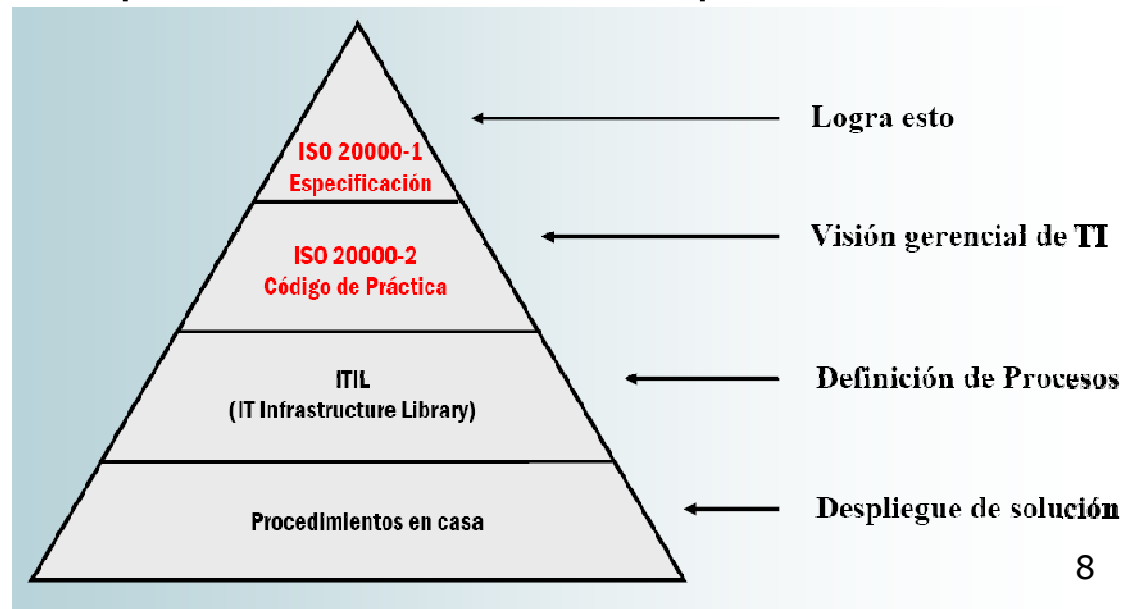 ISO 20000-1
Especificación
Logra esto
ISO 20000-2
Código de Práctica
Visión gerencial de TI
ITIL
(IT Infrastructure Library)
Definición de Procesos
Procedimientos en casa
Despliegue de solución
8